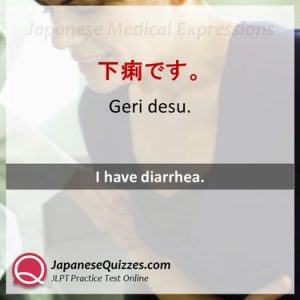 Japanese Medical Expressions
下痢です。
Geri desu.
I have diarrhea.
JapaneseQuizzes.com
JLPT Practice Test Online